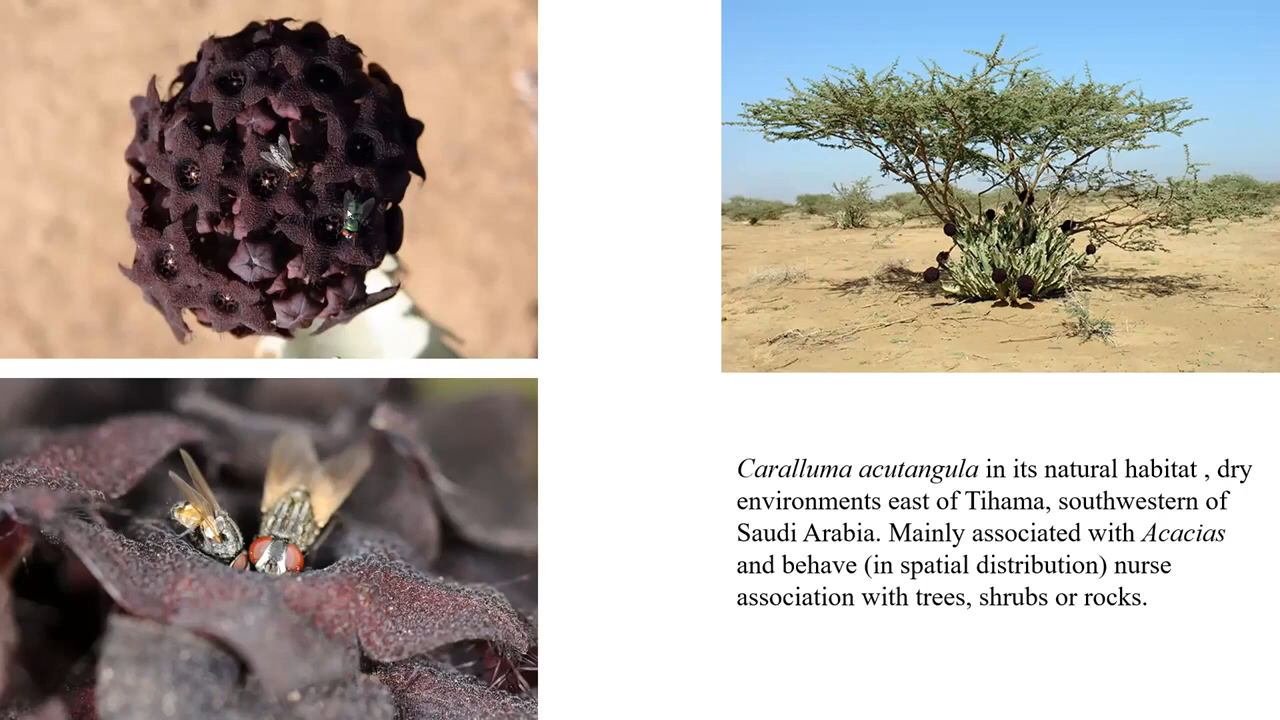 Caralluma acutangula in its natural habitat , dry
environments east of Tihama, southwestern of
Saudi Arabia. Mainly associated with Acacias
and behave (in spatial distribution) nurse
association with trees, shrubs or rocks.